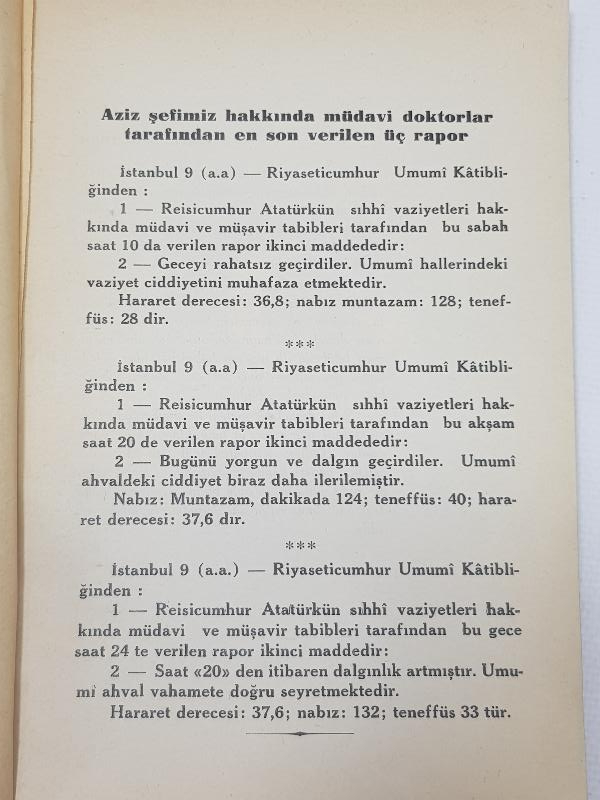 Aziz şefimiz hakkında müdavi doktorlar
tarafından en son verilen üç rapor
İstanbul 9 (a.a) — Riyaseticumhur Umumî Kâtibli-
ğinden :
1 — Reisicumhur Atatürkün sıhhî vaziyetleri hak-
kında müdavi ve müşavir tabibleri tarafından bu sabah
saat 10 da verilen rapor ikinci maddededir:
2 — Geceyi rahatsız geçirdiler. Umumî hallerindeki
vaziyet ciddiyetini muhafaza etmektedir.
Hararet derecesi: 36,8; nabız muntazam: 128; tenef-
füs: 28 dir.
***
İstanbul 9 (a.a) — Riyaseticumhur Umumî Kâtibli-
ğinden :
1 — Reisicumhur Atatürkün sıhhî vaziyetleri hak-
kında müdavi ve müşavir tabibleri tarafından bu akşam
saat 20 de verilen rapor ikinci maddededir:
2 — Bugünü yorgun ve dalgın geçirdiler. Umumî
ahvaldeki ciddiyet biraz daha ilerilemiştir.
Nabız: Muntazam, dakikada 124; teneffüs: 40; hara-
ret derecesi: 37,6 dır.
***
İstanbul 9 (a.a.) — Riyaseticumhur Umumî Kâtibli-
ğinden :
1 — Reisicumhur Atatürkün sıhhî vaziyetleri hak-
kında müdavi ve müşavir tabibleri tarafından bu gece
saat 24 te verilen rapor ikinci maddedir:
2 — Saat «20» den itibaren dalgınlık artmıştır. Umu-
mî ahval vahamete doğru seyretmektedir.
Hararet derecesi: 37,6; nabız: 132; teneffüs 33 tür.